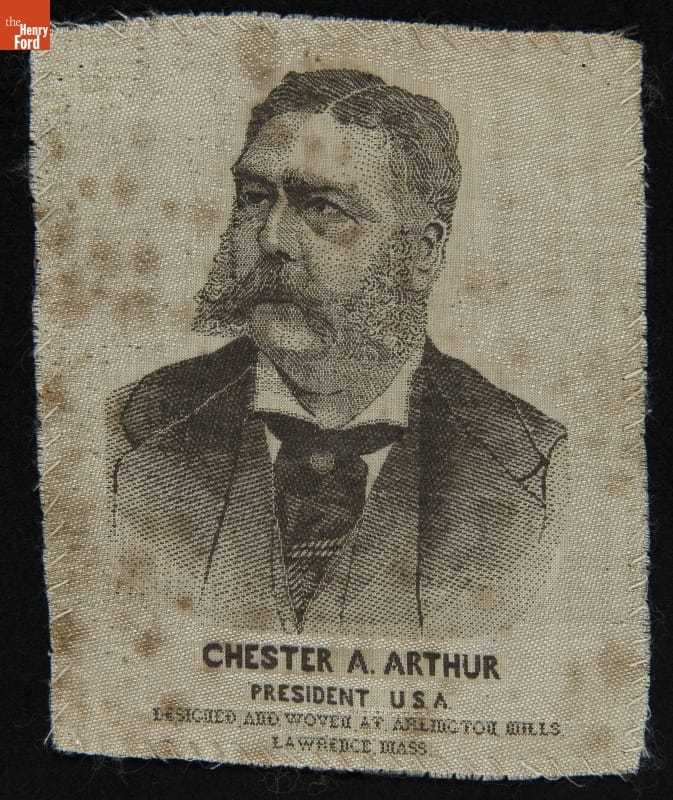 the
Henry
Ford
CHESTER A. ARTHUR
PRESIDENT U.S.A.
DESIGNED AND WOVEN AT ARLINGTON MILLS
LAWRENCE, MASS